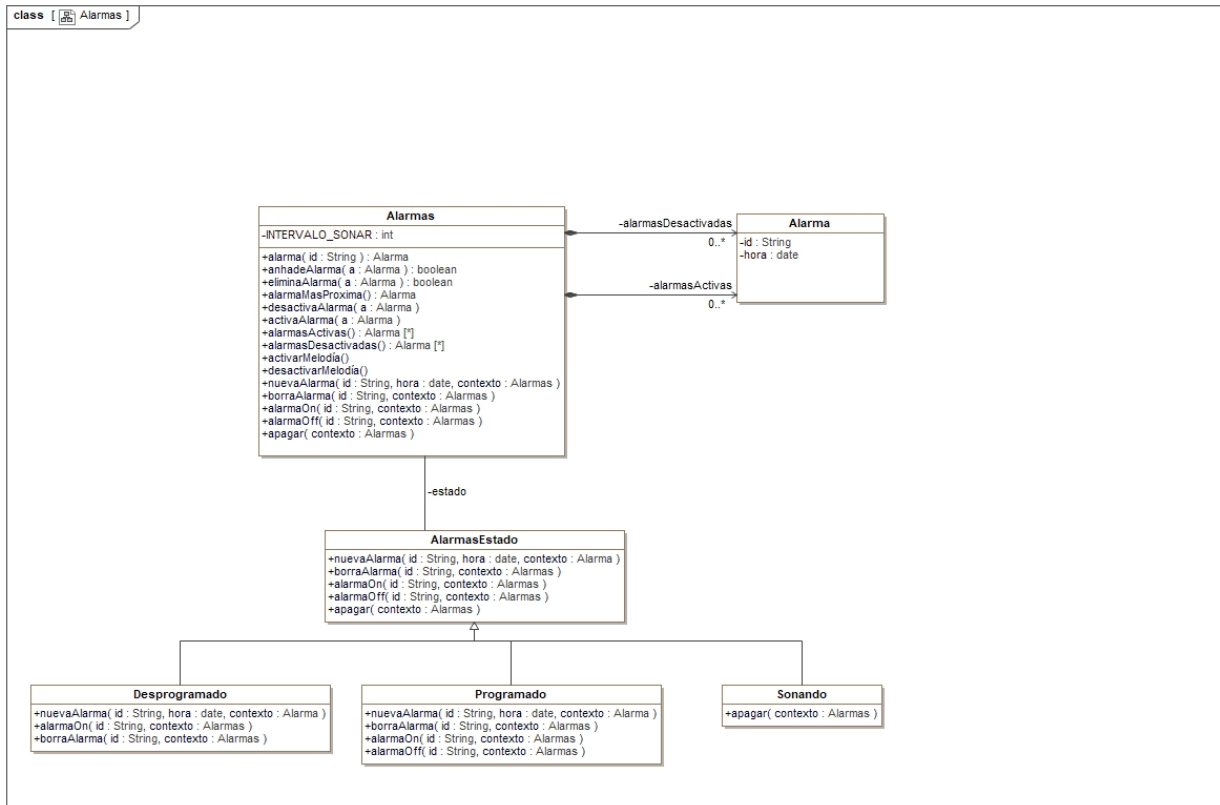 class [ Alarmas ]
Alarmas
-INTERVALO_SONAR : int
+alarma( id : String ) : Alarma
+anhadeAlarma( a : Alarma ) : boolean
+eliminaAlarma( a : Alarma ) : boolean
+alarmaMasProxima() : Alarma
+desactivaAlarma( a : Alarma )
+activaAlarma( a : Alarma )
+alarmasActivas() : Alarma [*]
+alarmasDesactivadas() : Alarma [*]
+activarMelodía()
+desactivarMelodía()
+nuevaAlarma( id : String, hora : date, contexto : Alarmas )
+borraAlarma( id : String, contexto : Alarmas )
+alarmaOn( id : String, contexto : Alarmas )
+alarmaOff( id : String, contexto : Alarmas )
+apagar( contexto : Alarmas )
-alarmasDesactivadas
0..*
-alarmasActivas
0..*
Alarma
-id : String
-hora : date
-estado
AlarmasEstado
+nuevaAlarma( id : String, hora : date, contexto : Alarma )
+borraAlarma( id : String, contexto : Alarmas )
+alarmaOn( id : String, contexto : Alarmas )
+alarmaOff( id : String, contexto : Alarmas )
+apagar( contexto : Alarmas )
Desprogramado
+nuevaAlarma( id : String, hora : date, contexto : Alarma )
+alarmaOn( id : String, contexto : Alarmas )
+borraAlarma( id : String, contexto : Alarmas )
Programado
+nuevaAlarma( id : String, hora : date, contexto : Alarma )
+borraAlarma( id : String, contexto : Alarmas )
+alarmaOn( id : String, contexto : Alarmas )
+alarmaOff( id : String, contexto : Alarmas )
Sonando
+apagar( contexto : Alarmas )